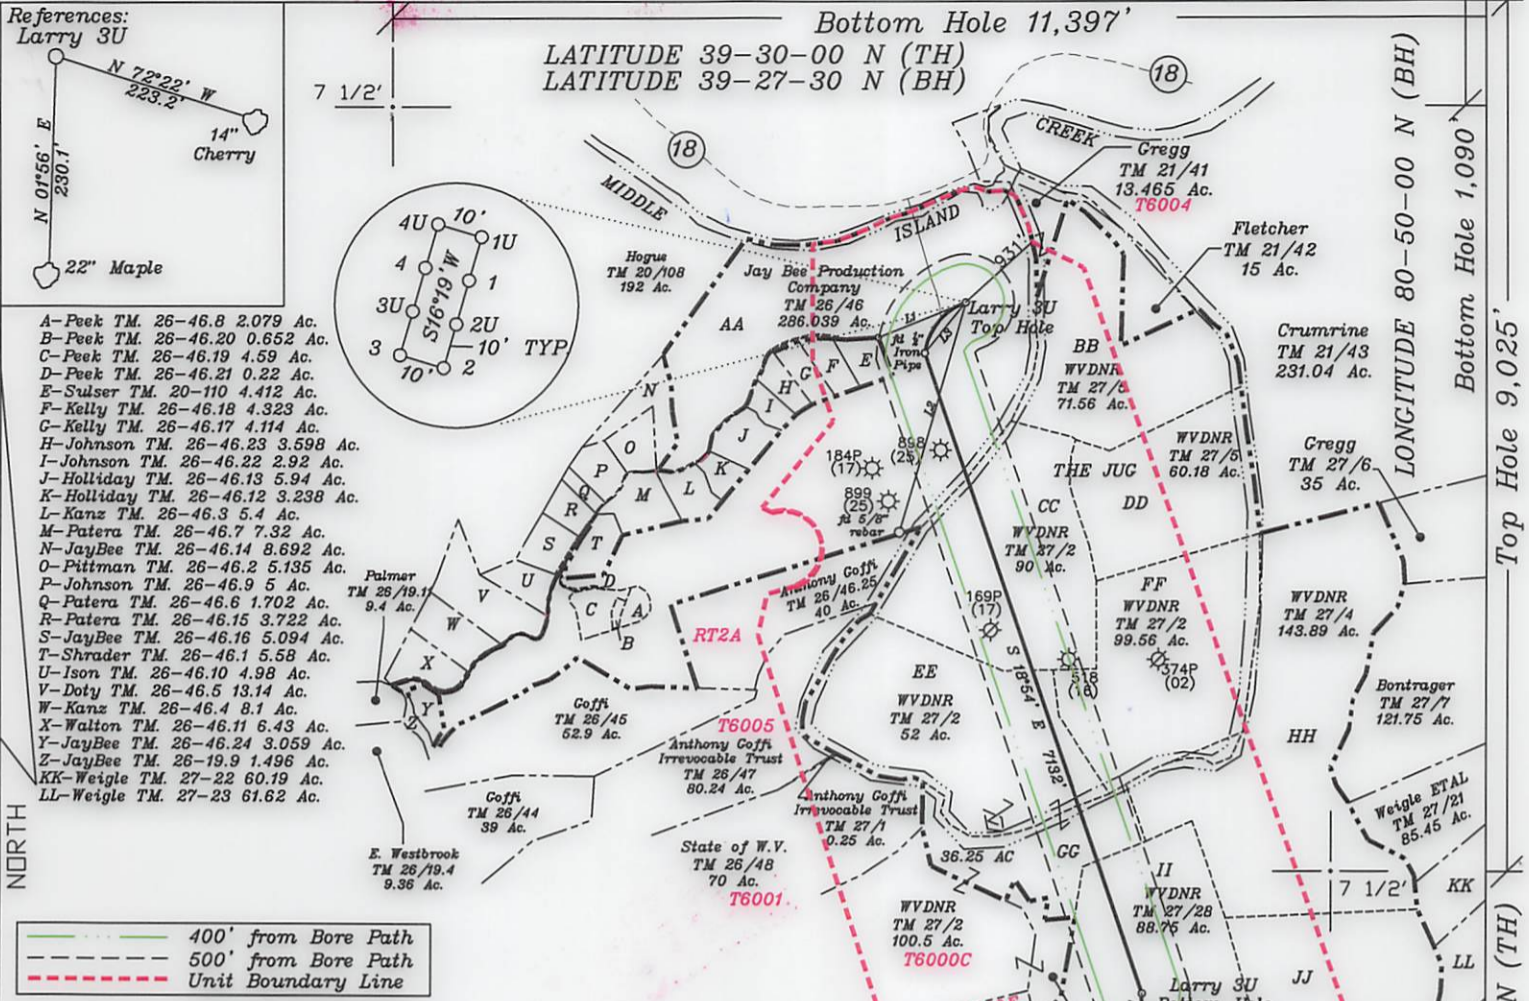 References:
Larry 3U
N 72°22' W
223.2'
14"
Cherry
N 01°56' E
230.1'
22" Maple
Bottom Hole 11,397'
LATITUDE 39-30-00 N (TH)
LATITUDE 39-27-30 N (BH)
7 1/2'
18
18
LONGITUDE 80-50-00 N (BH)
Bottom Hole 1,090
Top Hole 9,025'
N (TH)
4U
10'
1U
4
1
S16°19'W
3U
2U
10' TYP
3
10'
2
MIDDLE
ISLAND
CREEK
Gregg
TM 21/41
13.465 Ac.
T6004
Fletcher
TM 21/42
15 Ac.
Hogue
TM 20/108
192 Ac.
Jay Bee Production
Company
TM 26/46
286.039 Ac.
AA
931'
Larry 3U
Top Hole
L1
L3
L2
Iron
Pipe
BB
WVDNR
71.56 Ac.
Crumrine
TM 21/43
231.04 Ac.
A-Peek TM. 26-46.8 2.079 Ac.
B-Peek TM. 26-46.20 0.652 Ac.
C-Peek TM. 26-46.19 4.59 Ac.
D-Peek TM. 26-46.21 0.22 Ac.
E-Sulser TM. 20-110 4.412 Ac.
F-Kelly TM. 26-46.18 4.323 Ac.
G-Kelly TM. 26-46.17 4.114 Ac.
H-Johnson TM. 26-46.23 3.598 Ac.
I-Johnson TM. 26-46.22 2.92 Ac.
J-Holliday TM. 26-46.13 5.94 Ac.
K-Holliday TM. 26-46.12 3.238 Ac.
L-Kanz TM. 26-46.3 5.4 Ac.
M-Patera TM. 26-46.7 7.32 Ac.
N-JayBee TM. 26-46.14 8.692 Ac.
O-Pittman TM. 26-46.2 5.135 Ac.
P-Johnson TM. 26-46.9 5 Ac.
Q-Patera TM. 26-46.6 1.702 Ac.
R-Patera TM. 26-46.15 3.722 Ac.
S-JayBee TM. 26-46.16 5.094 Ac.
T-Shrader TM. 26-46.1 5.58 Ac.
U-Ison TM. 26-46.10 4.98 Ac.
V-Doty TM. 26-46.5 13.14 Ac.
W-Kanz TM. 26-46.4 8.1 Ac.
X-Walton TM. 26-46.11 6.43 Ac.
Y-JayBee TM. 26-46.24 3.059 Ac.
Z-JayBee TM. 26-19.9 1.496 Ac.
KK-Weigle TM. 27-22 60.19 Ac.
LL-Weigle TM. 27-23 61.62 Ac.
N
O
P
Q
R
S
T
U
V
W
X
Y
Z
M
L
K
J
I
H
G
F
E
D
C
A
B
184P
(17)
898
(25)
899
(25)
fd 5/8"
rebar
THE JUG
WVDNR
TM 27/5
60.18 Ac.
Gregg
TM 27/6
35 Ac.
CC
WVDNR
TM 27/2
90 Ac.
DD
FF
WVDNR
TM 27/2
99.56 Ac.
WVDNR
TM 27/4
143.89 Ac.
Palmer
TM 26/19.11
9.4 Ac.
Anthony Goffi
TM 26/46.25
40 Ac.
RT2A
169P
(17)
S 18°54' E 7132'
518
(16)
374P
(02)
EE
WVDNR
TM 27/2
52 Ac.
Goffi
TM 26/45
52.9 Ac.
T6005
Anthony Goffi
Irrevocable Trust
TM 26/47
80.24 Ac.
Anthony Goffi
Irrevocable Trust
TM 27/1
0.25 Ac.
Goffi
TM 26/44
39 Ac.
State of W.V.
TM 26/48
70 Ac.
T6001
E. Westbrook
TM 26/19.4
9.36 Ac.
HH
Bontrager
TM 27/7
121.75 Ac.
Weigle ETAL
TM 27/21
85.45 Ac.
36.25 AC
GG
II
WVDNR
TM 27/28
88.75 Ac.
7 1/2'
KK
LL
JJ
WVDNR
TM 27/2
100.5 Ac.
T6000C
Larry 3U
NORTH
400' from Bore Path
500' from Bore Path
Unit Boundary Line